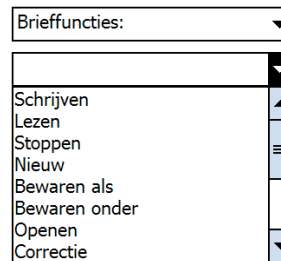 Brieffuncties:
Schrijven
Lezen
Stoppen
Nieuw
Bewaren als
Bewaren onder
Openen
Correctie